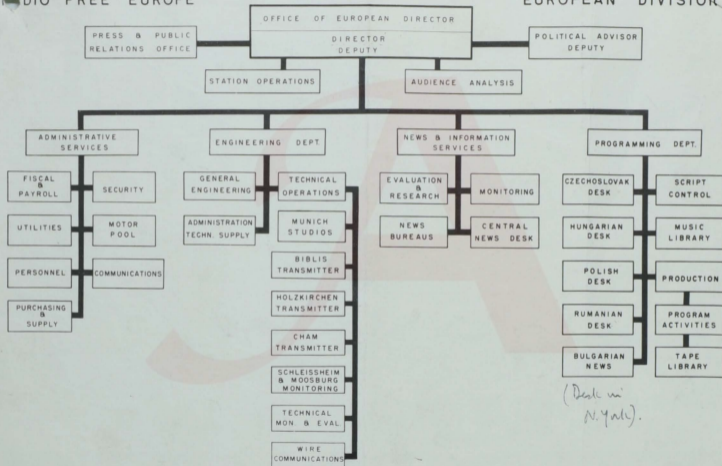 RADIO FREE EUROPE
EUROPEAN DIVISION
OFFICE OF EUROPEAN DIRECTOR
DIRECTOR
DEPUTY
PRESS & PUBLIC
RELATIONS OFFICE
POLITICAL ADVISOR
DEPUTY
STATION OPERATIONS
AUDIENCE ANALYSIS
ADMINISTRATIVE
SERVICES
FISCAL
&
PAYROLL
SECURITY
UTILITIES
MOTOR
POOL
PERSONNEL
COMMUNICATIONS
PURCHASING
&
SUPPLY
ENGINEERING DEPT.
GENERAL
ENGINEERING
TECHNICAL
OPERATIONS
ADMINISTRATION
TECHN. SUPPLY
MUNICH
STUDIOS
BIBLIS
TRANSMITTER
HOLZKIRCHEN
TRANSMITTER
CHAM
TRANSMITTER
SCHLEISSHEIM
& MOOSBURG
MONITORING
TECHNICAL
MON. & EVAL
WIRE
COMMUNICATIONS
NEWS & INFORMATION
SERVICES
EVALUATION
&
RESEARCH
MONITORING
NEWS
BUREAUS
CENTRAL
NEWS DESK
PROGRAMMING DEPT.
CZECHOSLOVAK
DESK
SCRIPT
CONTROL
HUNGARIAN
DESK
MUSIC
LIBRARY
POLISH
DESK
PRODUCTION
RUMANIAN
DESK
PROGRAM
ACTIVITIES
BULGARIAN
NEWS
TAPE
LIBRARY
(Desk in
N. York).